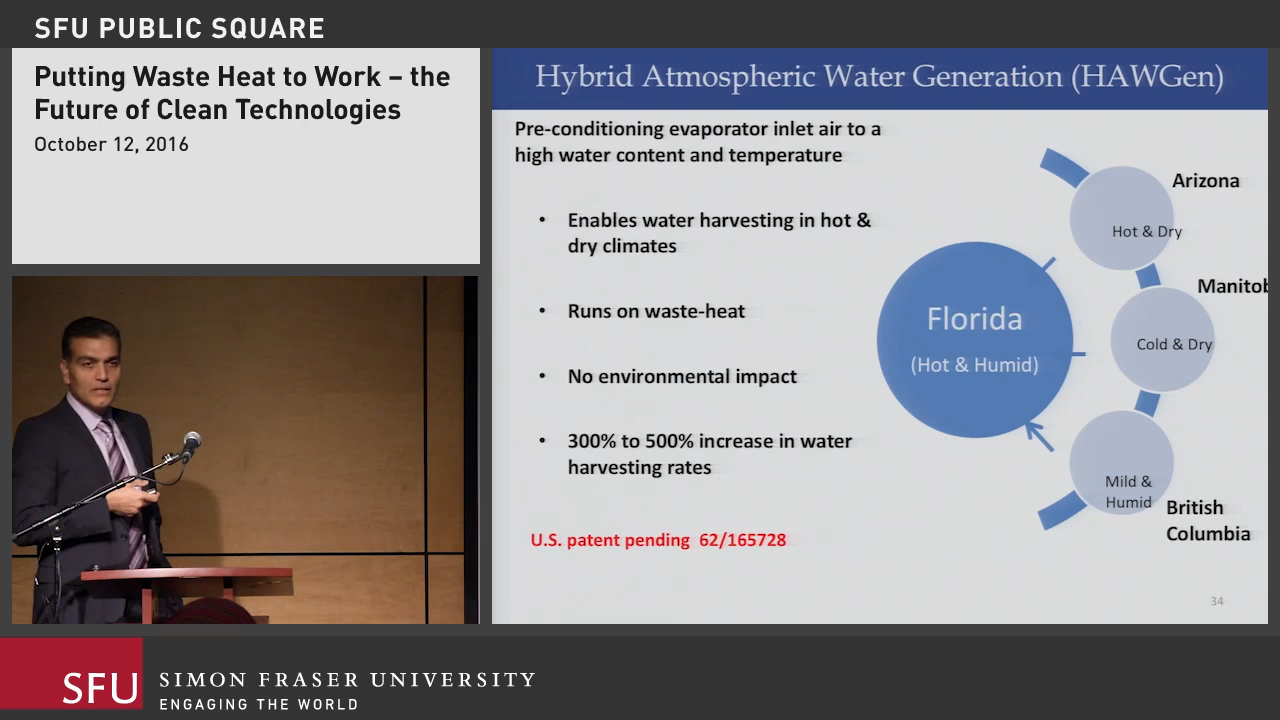 SFU PUBLIC SQUARE
Putting Waste Heat to Work – the
Future of Clean Technologies
October 12, 2016
Hybrid Atmospheric Water Generation (HAWGen)
Pre-conditioning evaporator inlet air to a
high water content and temperature
• Enables water harvesting in hot &
dry climates
• Runs on waste-heat
• No environmental impact
• 300% to 500% increase in water
harvesting rates
U.S. patent pending 62/165728
Florida
(Hot & Humid)
Arizona
Hot & Dry
Manitob
Cold & Dry
Mild &
Humid
British
Columbia
34
SFU
SIMON FRASER UNIVERSITY
ENGAGING THE WORLD